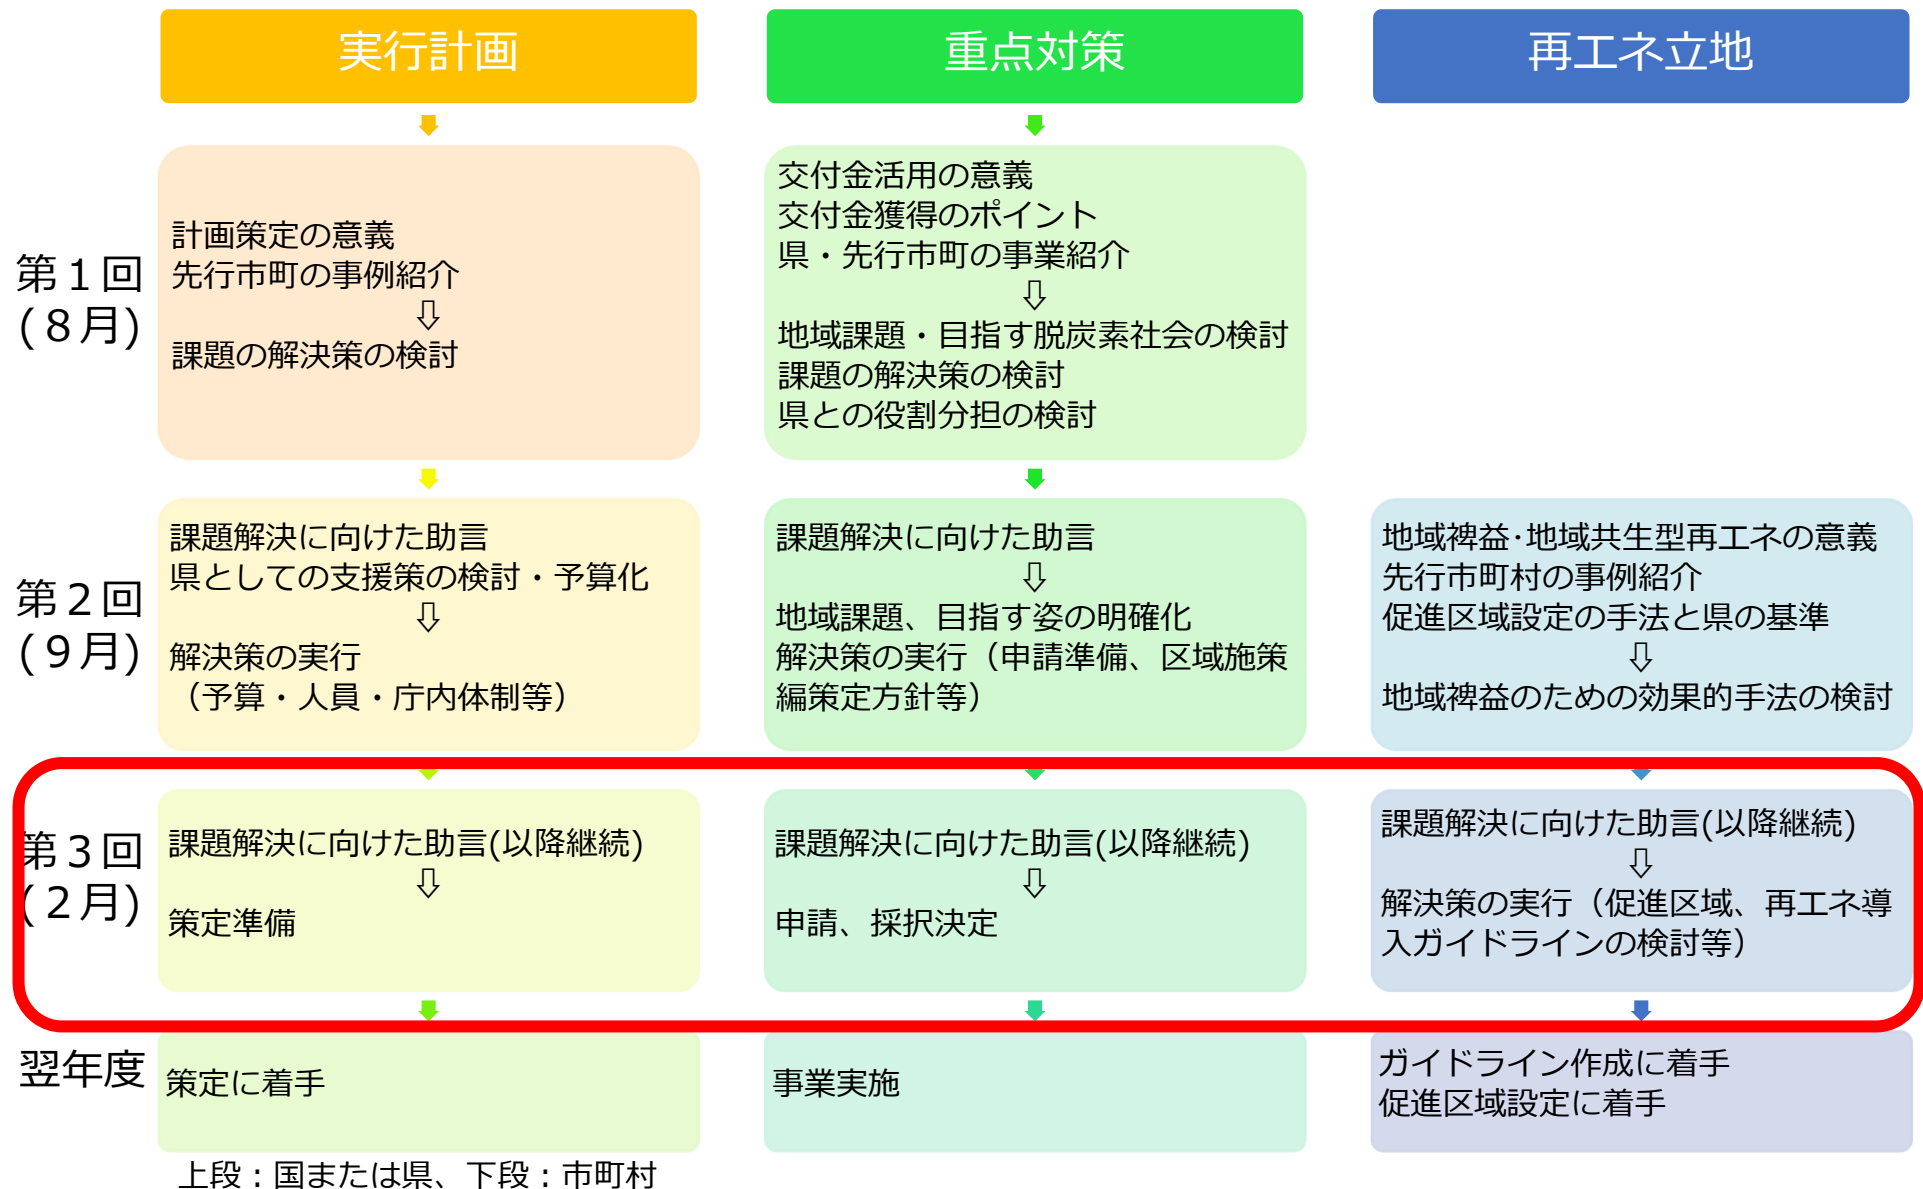 実行計画
重点対策
再エネ立地
第１回
(８月)
計画策定の意義
先行市町の事例紹介
⇩
課題の解決策の検討
交付金活用の意義
交付金獲得のポイント
県・先行市町の事業紹介
⇩
地域課題・目指す脱炭素社会の検討
課題の解決策の検討
県との役割分担の検討
第２回
(９月)
課題解決に向けた助言
県としての支援策の検討・予算化
⇩
解決策の実行
（予算・人員・庁内体制等）
課題解決に向けた助言
⇩
地域課題、目指す姿の明確化
解決策の実行（申請準備、区域施策
編策定方針等）
地域裨益･地域共生型再エネの意義
先行市町村の事例紹介
促進区域設定の手法と県の基準
⇩
地域裨益のための効果的手法の検討
第３回
(２月)
課題解決に向けた助言(以降継続)
⇩
策定準備
課題解決に向けた助言(以降継続)
⇩
申請、採択決定
課題解決に向けた助言(以降継続)
⇩
解決策の実行（促進区域、再エネ導
入ガイドラインの検討等）
翌年度
策定に着手
事業実施
ガイドライン作成に着手
促進区域設定に着手
上段：国または県、下段：市町村